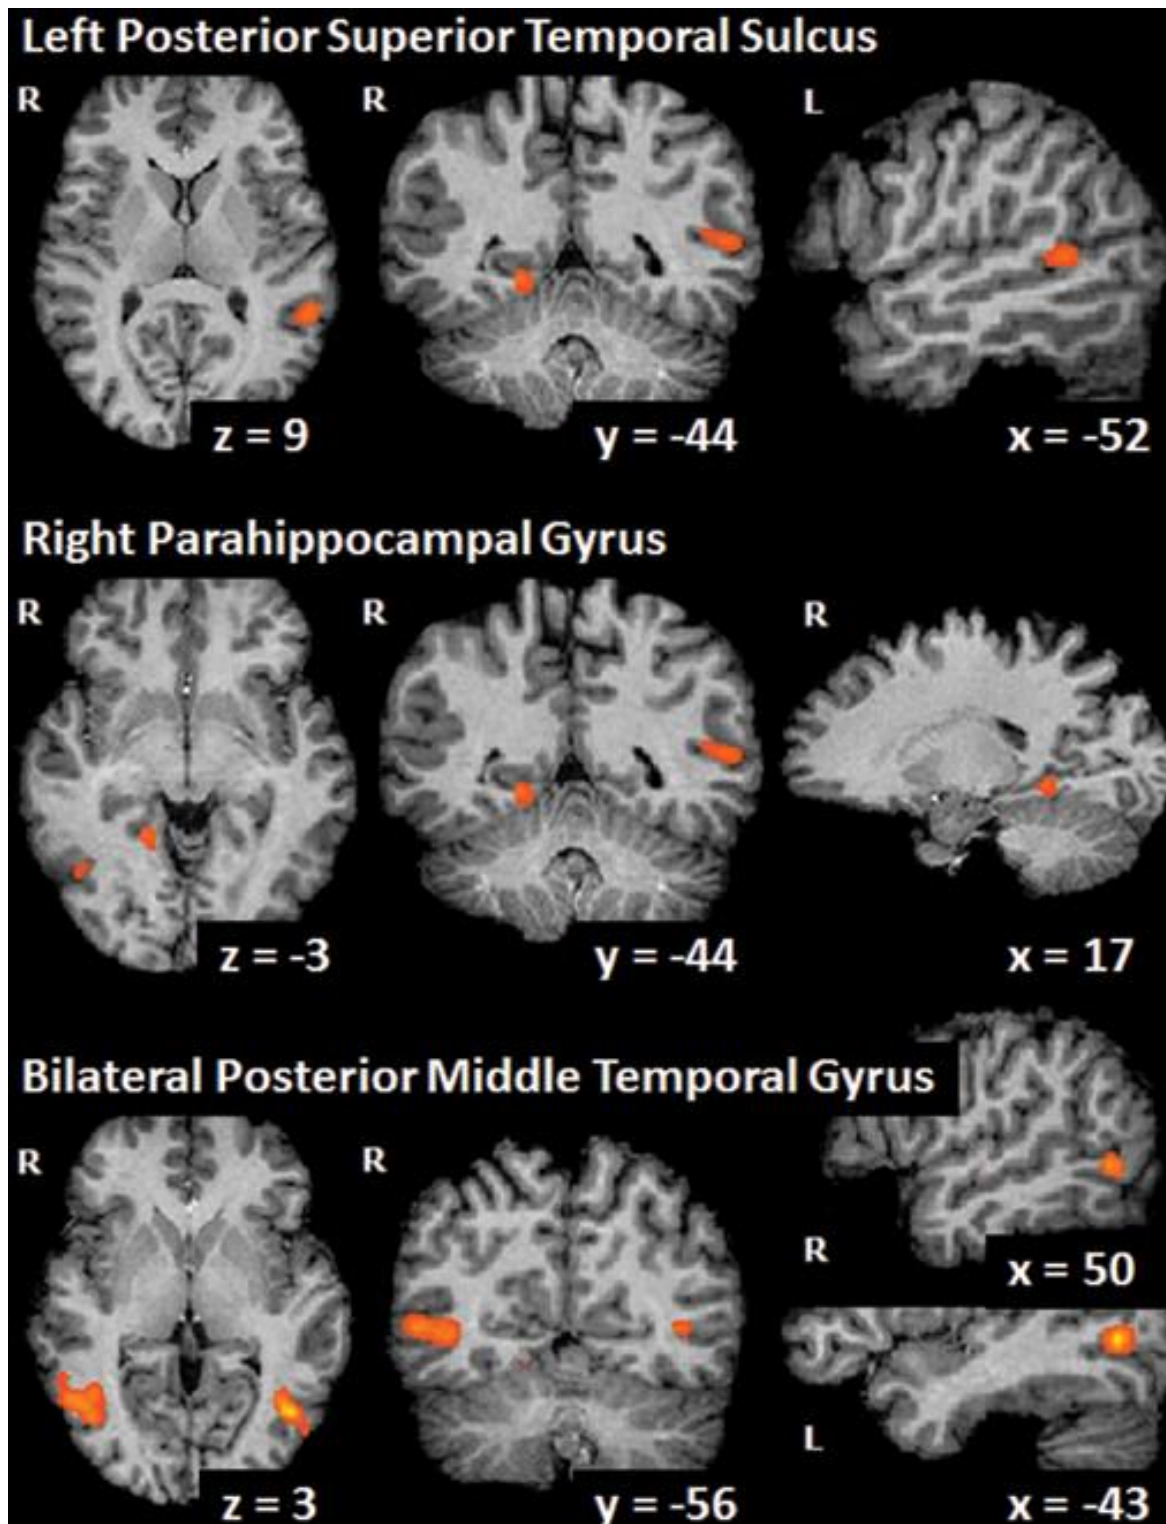 Left Posterior Superior Temporal Sulcus
R R L
z = 9 y = -44 x = -52
Right Parahippocampal Gyrus
R R R
z = -3 y = -44 x = 17
Bilateral Posterior Middle Temporal Gyrus
R R
R x = 50
L
z = 3 y = -56 x = -43